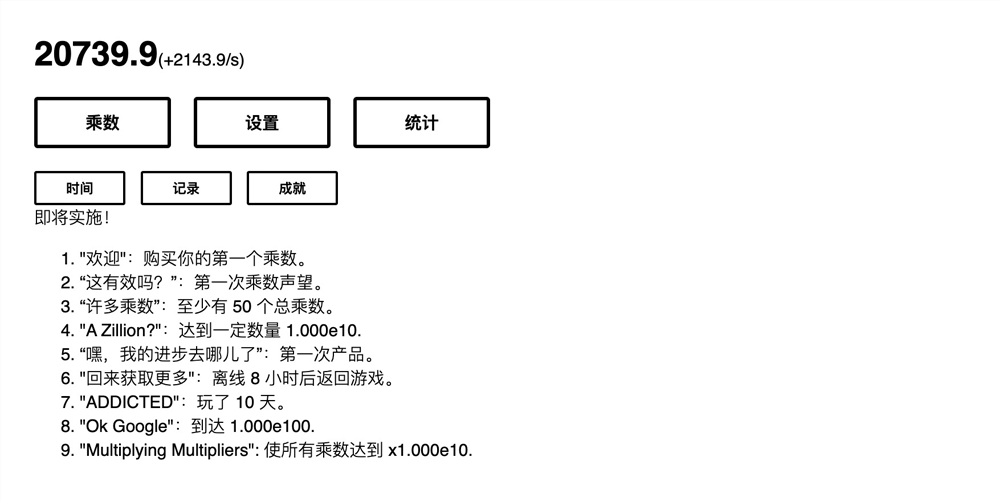 20739.9(+2143.9/s)
乘数 设置 统计
时间 记录 成就
即将实施！
1. "欢迎"：购买你的第一个乘数。
2. “这有效吗？”：第一次乘数声望。
3. “许多乘数”：至少有 50 个总乘数。
4. "A Zillion?"：达到一定数量 1.000e10.
5. “嘿，我的进步去哪儿了”：第一次产品。
6. "回来获取更多"：离线 8 小时后返回游戏。
7. "ADDICTED"：玩了 10 天。
8. "Ok Google"：到达 1.000e100.
9. "Multiplying Multipliers": 使所有乘数达到 x1.000e10.